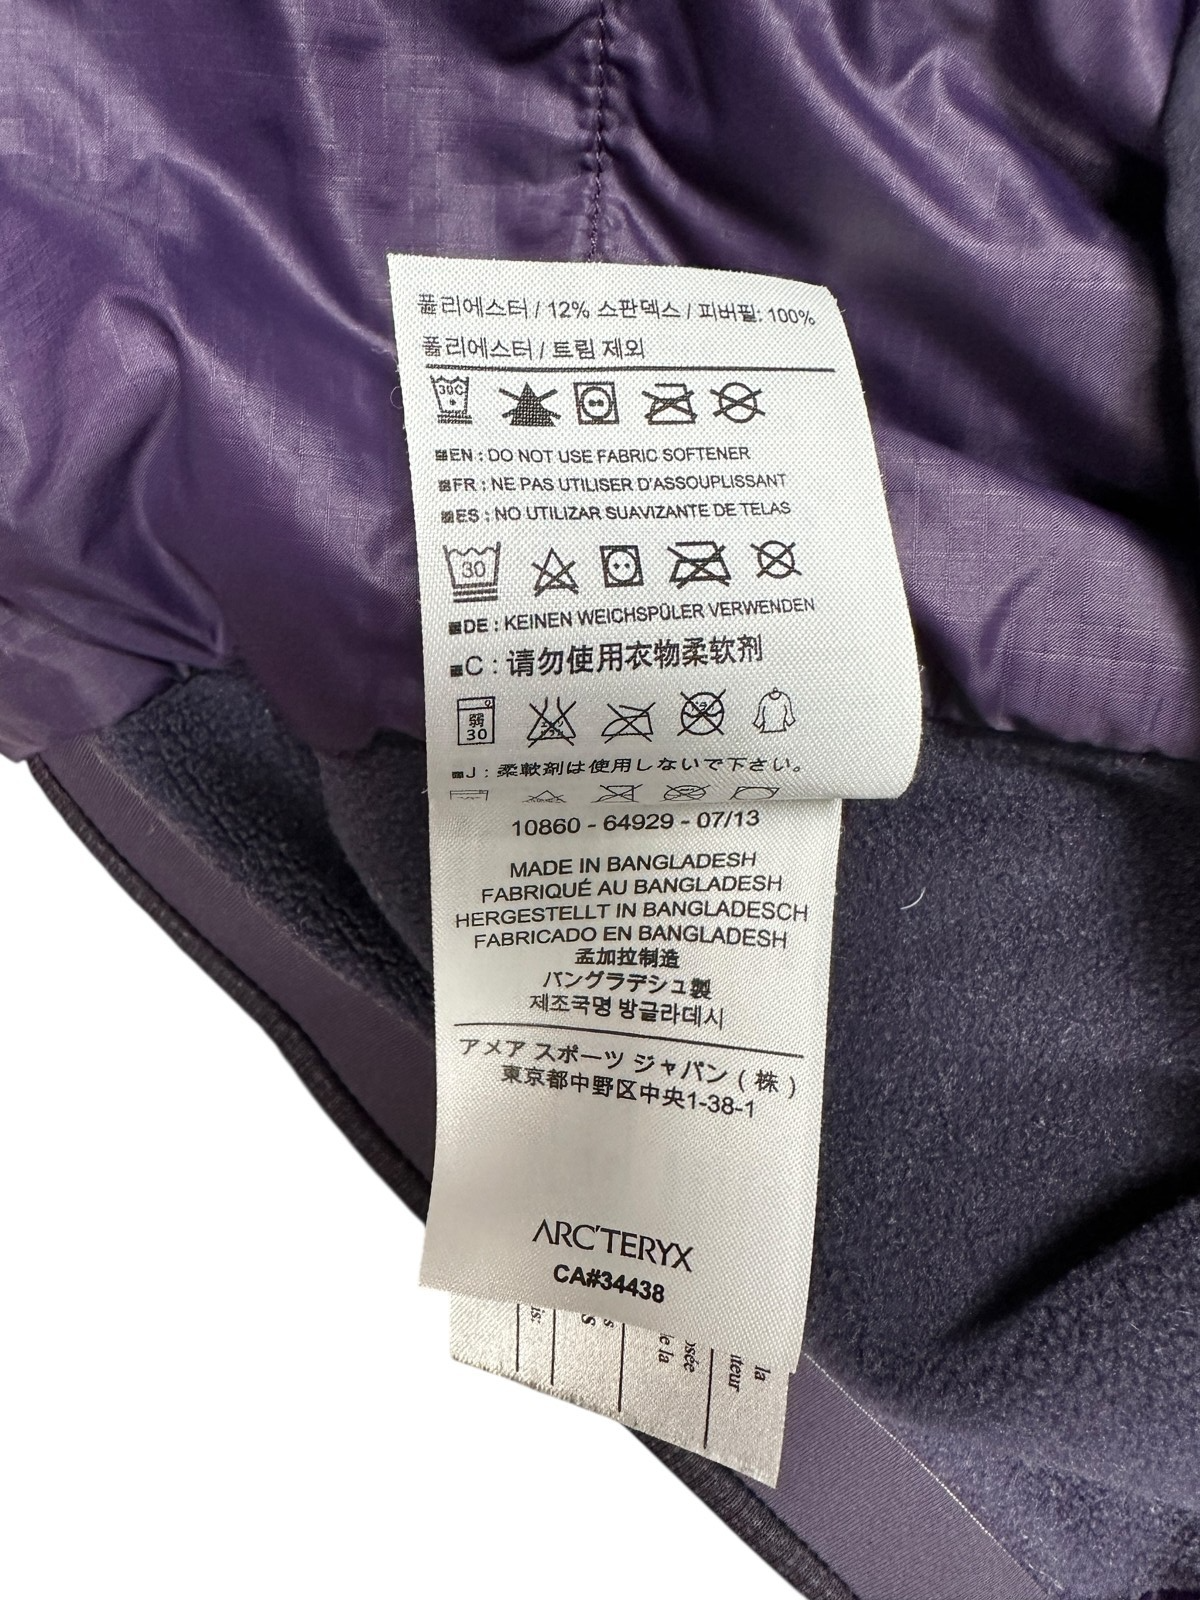 폴리에스터 / 12% 스판덱스 / 피버필: 100%
폴리에스터 / 트림 제외
30C
EN : DO NOT USE FABRIC SOFTENER
FR : NE PAS UTILISER D'ASSOUPLISSANT
ES : NO UTILIZAR SUAVIZANTE DE TELAS
30
DE : KEINEN WEICHSPÜLER VERWENDEN
C : 请勿使用衣物柔软剂
弱
30
J : 柔軟剤は使用しないで下さい。
10860 - 64929 - 07/13
MADE IN BANGLADESH
FABRIQUÉ AU BANGLADESH
HERGESTELLT IN BANGLADESCH
FABRICADO EN BANGLADESH
孟加拉制造
バングラデシュ製
제조국명 방글라데시
アメア スポーツ ジャパン ( 株 )
東京都中野区中央1-38-1
ARC'TERYX
CA#34438
la